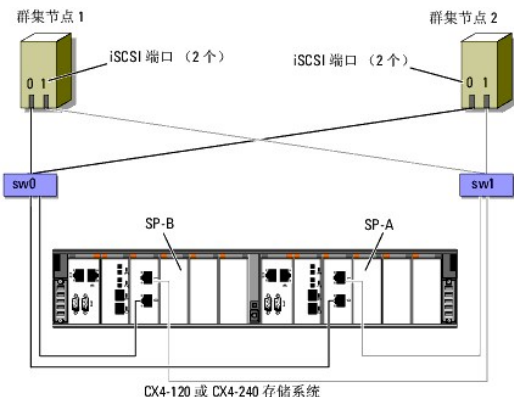 群集节点 1
群集节点 2
iSCSI 端口 （2 个）
iSCSI 端口 （2 个）
0 1
0 1
sw0
sw1
SP-B
SP-A
CX4-120 或 CX4-240 存储系统